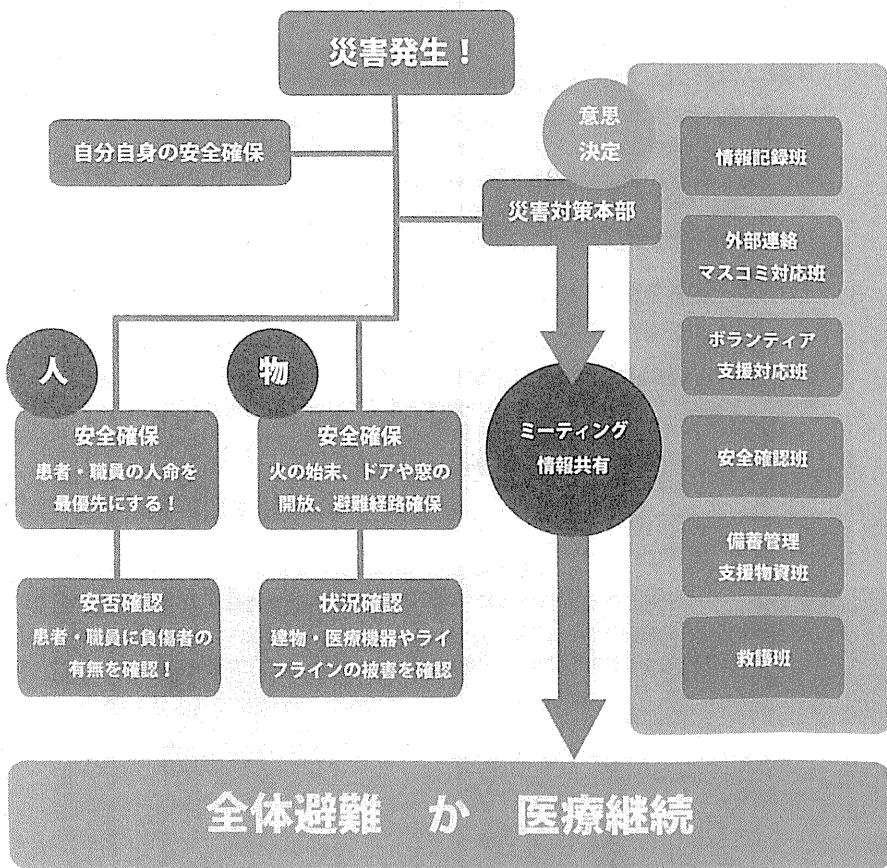 災害発生！
自分自身の安全確保
意思
決定
災害対策本部
人
安全確保
患者・職員の人命を
最優先にする！
安否確認
患者・職員に負傷者の
有無を確認！
物
安全確保
火の始末、ドアや窓の
開放、避難経路確保
状況確認
建物・医療機器やライ
フラインの被害を確認
ミーティング
情報共有
情報記録班
外部連絡
マスコミ対応班
ボランティア
支援対応班
安全確認班
備蓄管理
支援物資班
救護班
全体避難　か　医療継続